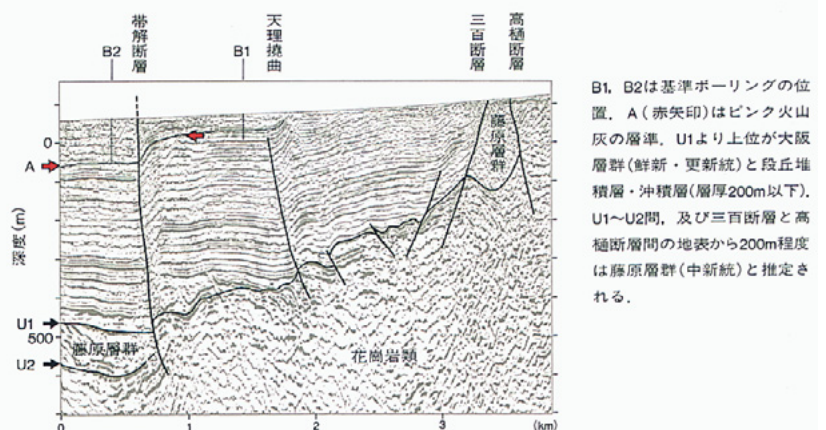 帯解断層
天理撓曲
三百断層
高樋断層
B2
B1
藤原層群
0
A
深度(m)
U1
500
U2
藤原層群
花崗岩類
0
1
2
3
(km)
B1, B2は基準ボーリングの位
置. A(赤矢印)はピンク火山
灰の層準. U1より上位が大阪
層群(鮮新・更新統)と段丘堆
積層・沖積層(層厚200m以下).
U1〜U2間, 及び三百断層と高
樋断層間の地表から200m程度
は藤原層群(中新統)と推定さ
れる.